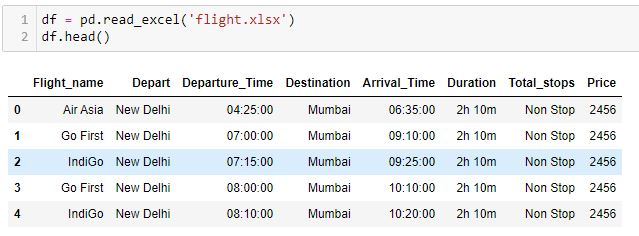 1 df = pd.read_excel('flight.xlsx')
2 df.head()
Flight_name Depart Departure_Time Destination Arrival_Time Duration Total_stops Price
0 Air Asia New Delhi 04:25:00 Mumbai 06:35:00 2h 10m Non Stop 2456
1 Go First New Delhi 07:00:00 Mumbai 09:10:00 2h 10m Non Stop 2456
2 IndiGo New Delhi 07:15:00 Mumbai 09:25:00 2h 10m Non Stop 2456
3 Go First New Delhi 08:00:00 Mumbai 10:10:00 2h 10m Non Stop 2456
4 IndiGo New Delhi 08:10:00 Mumbai 10:20:00 2h 10m Non Stop 2456